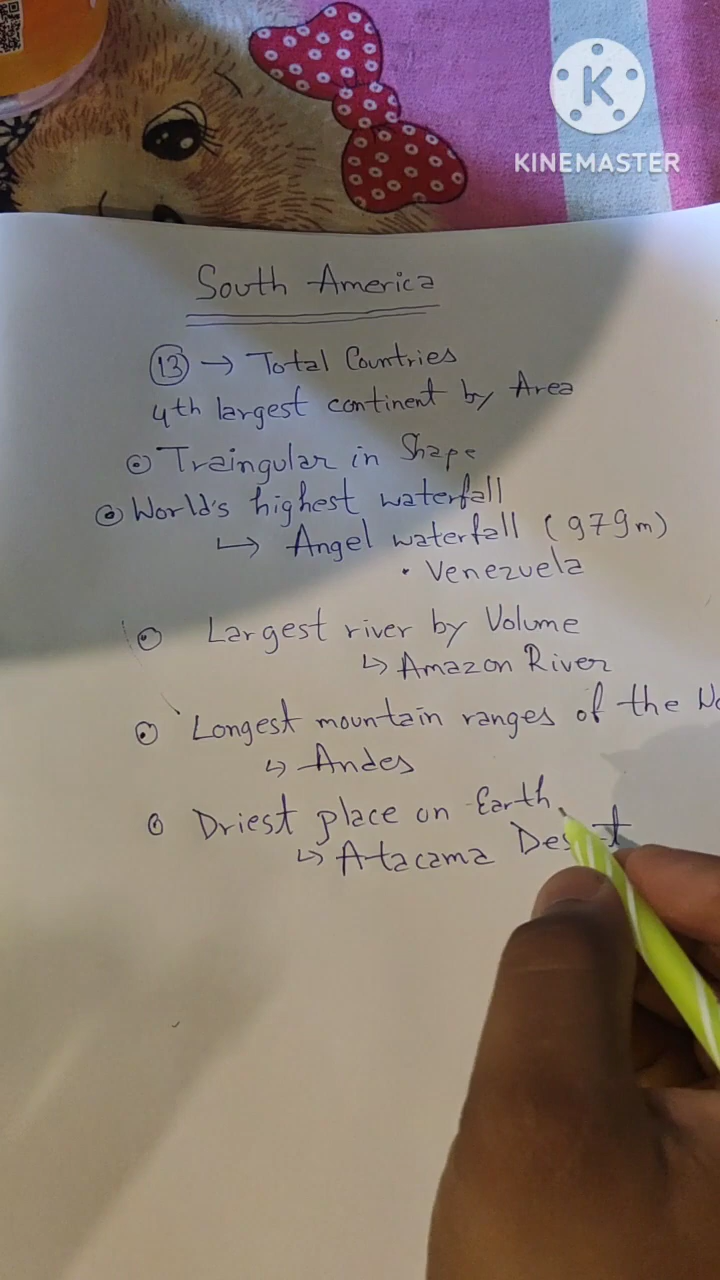 KINEMASTER
South America
13 → Total Countries
4th largest continent by Area
Traingular in Shape
World's highest waterfall
↳ Angel waterfall (979m)
• Venezuela
Largest river by Volume
↳ Amazon River
Longest mountain ranges of the
↳ Andes
Driest place on Earth
↳ Atacama